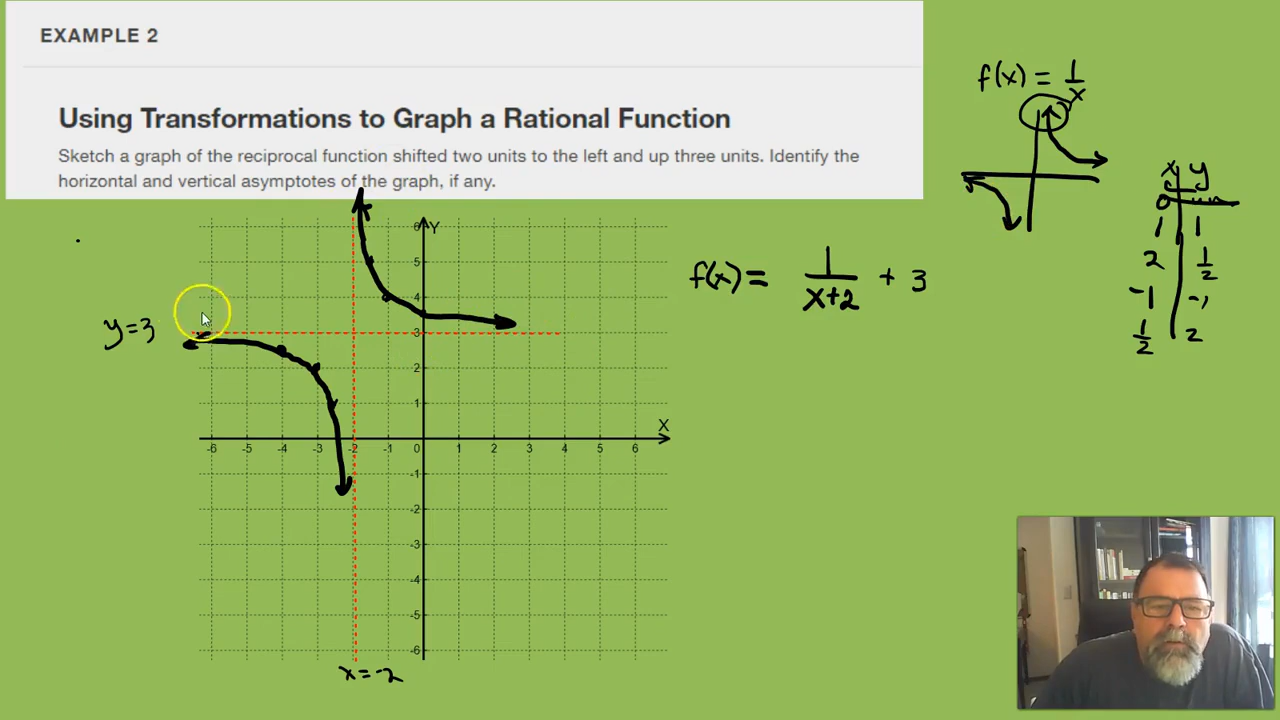 EXAMPLE 2
Using Transformations to Graph a Rational Function
Sketch a graph of the reciprocal function shifted two units to the left and up three units. Identify the
horizontal and vertical asymptotes of the graph, if any.
f(x) = 1/x
x y
0
1 1
2 1/2
-1 -1
1/2 2
f(x) = 1/(x+2) + 3
y=3
Y
6
5
4
3
2
1
X
-6 -5 -4 -3 -2 -1 0 1 2 3 4 5 6
-1
-2
-3
-4
-5
-6
x=-2